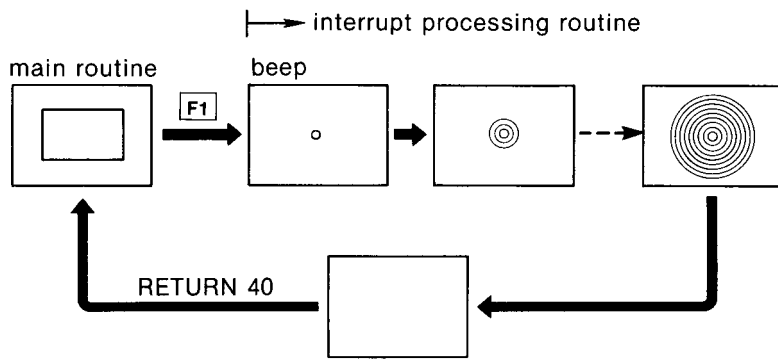 interrupt processing routine
main routine
F1
beep
RETURN 40